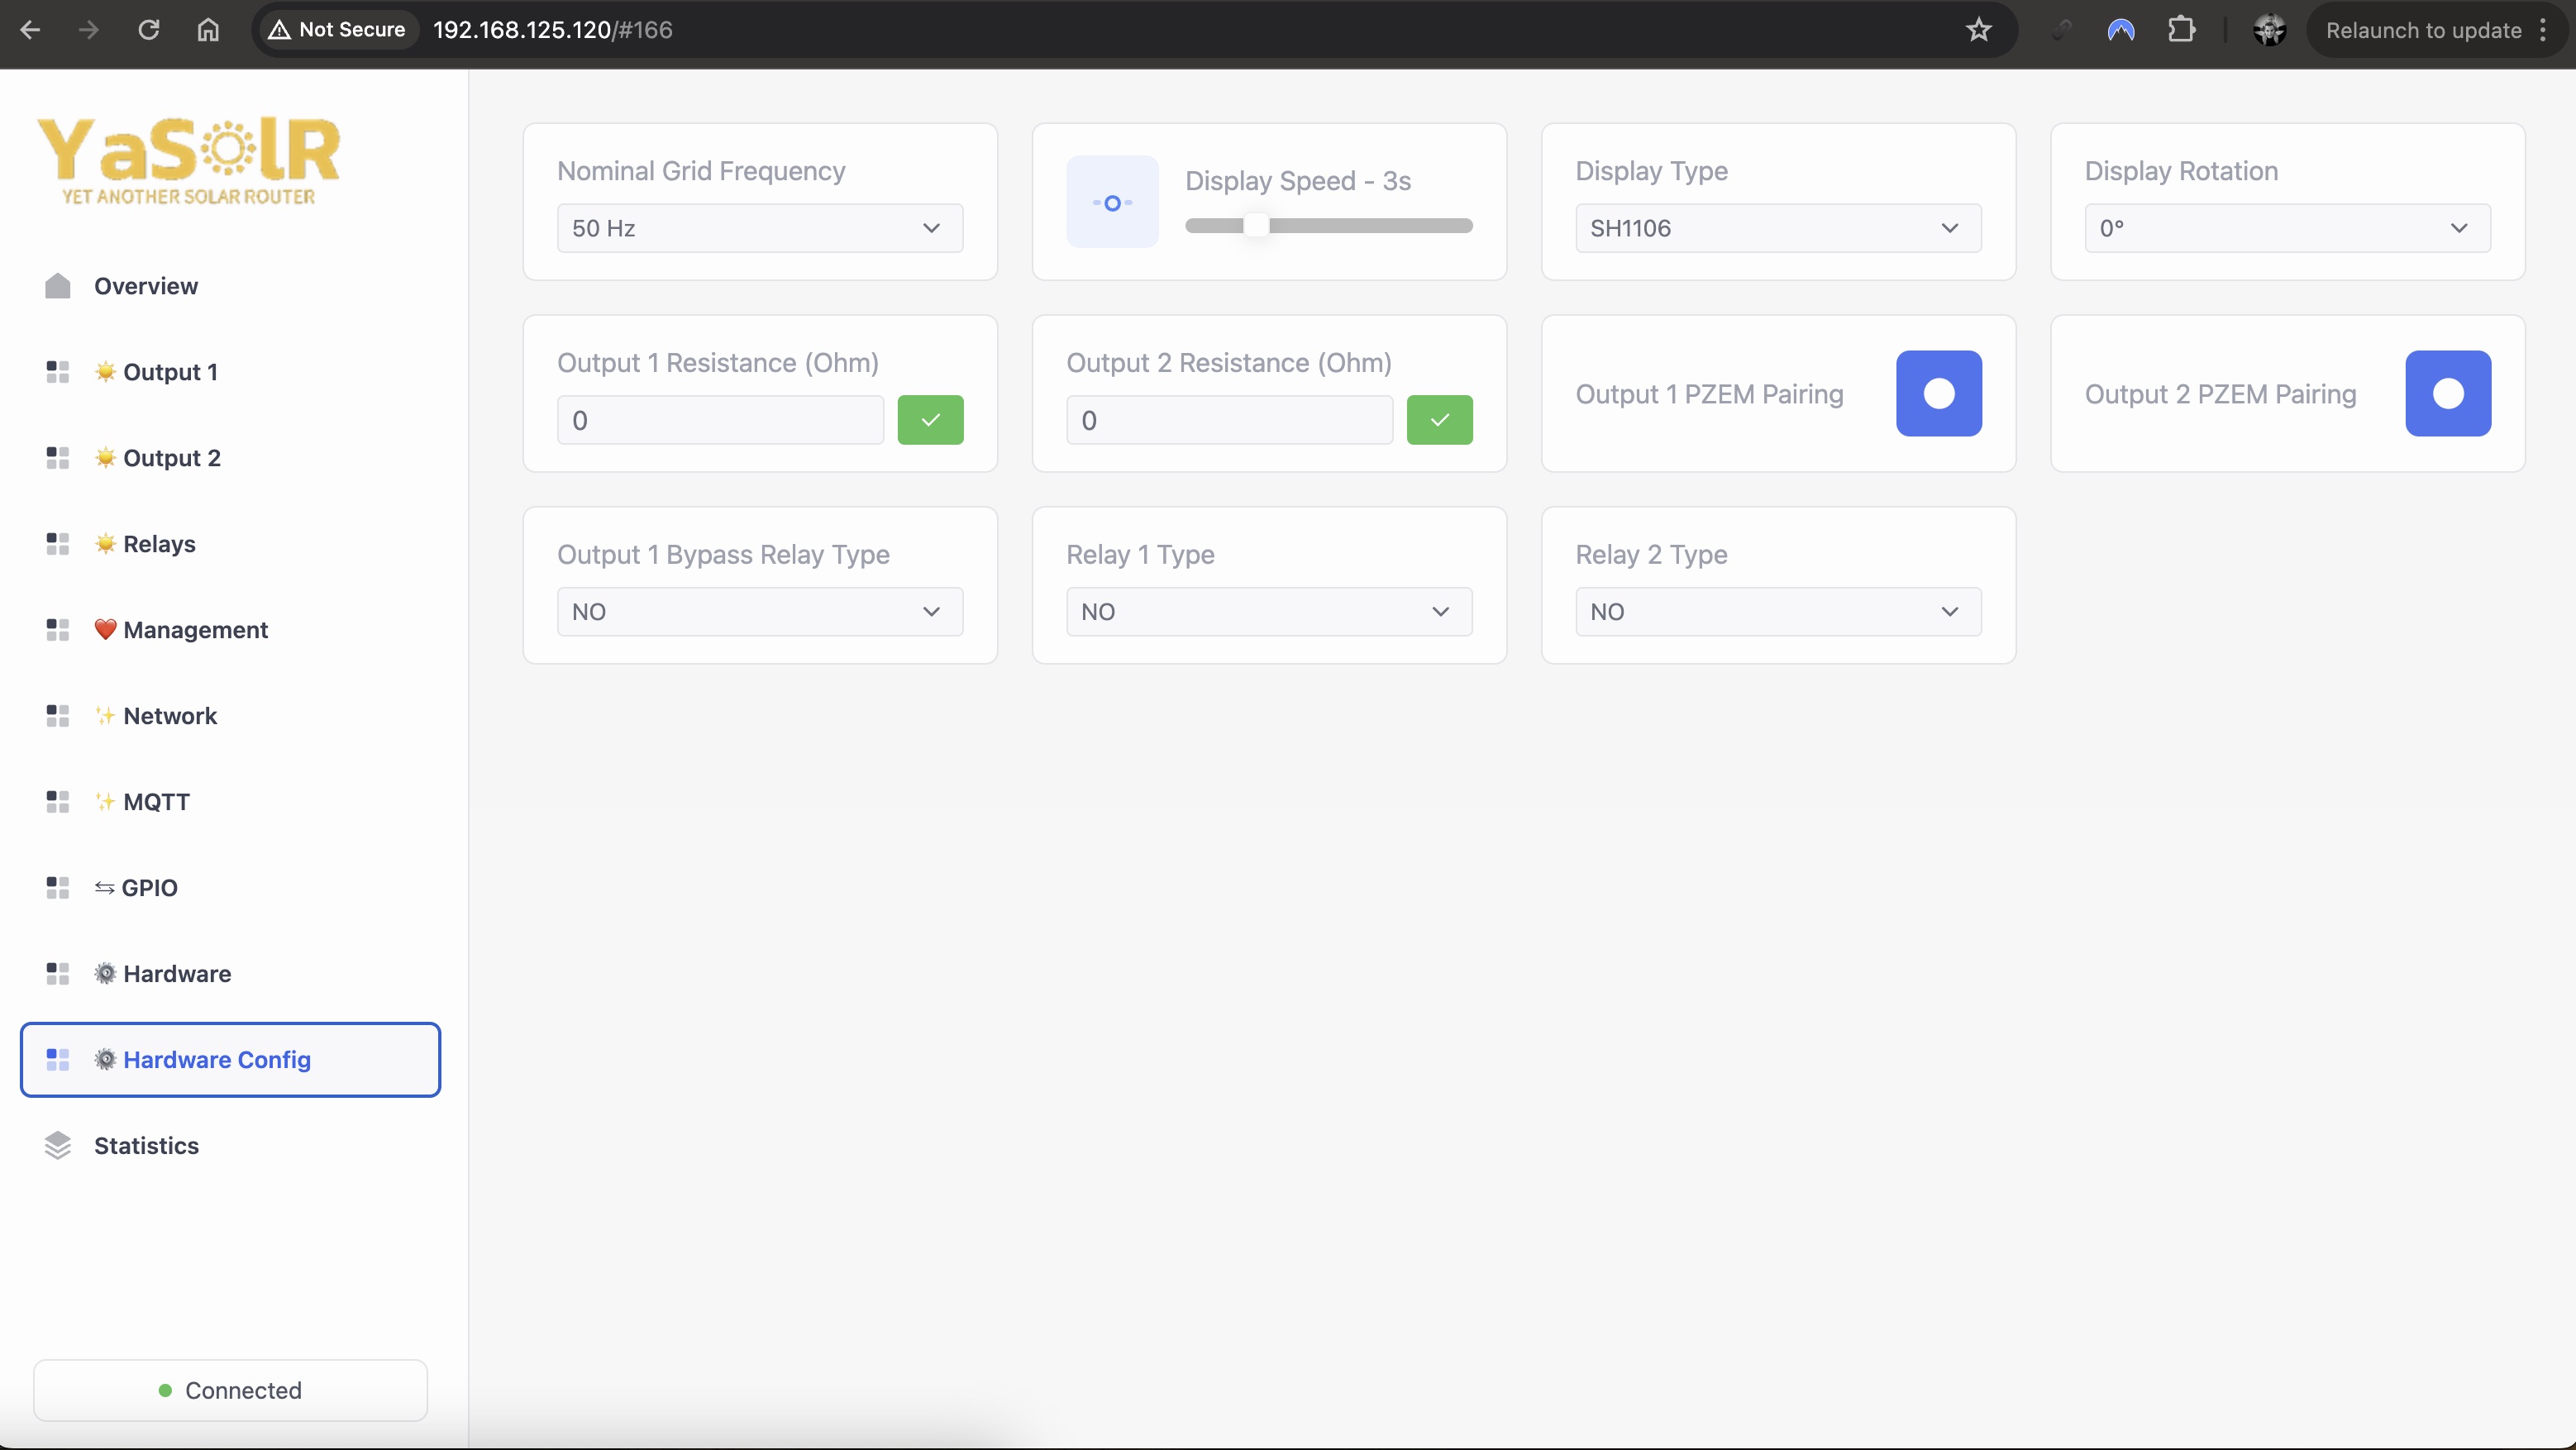 Not Secure
192.168.125.120/#166
Relaunch to update
YaSolR
YET ANOTHER SOLAR ROUTER
Overview
Output 1
Output 2
Relays
Management
Network
MQTT
GPIO
Hardware
Hardware Config
Statistics
Connected
Nominal Grid Frequency
50 Hz
Display Speed - 3s
Display Type
SH1106
Display Rotation
0°
Output 1 Resistance (Ohm)
0
Output 2 Resistance (Ohm)
0
Output 1 PZEM Pairing
Output 2 PZEM Pairing
Output 1 Bypass Relay Type
NO
Relay 1 Type
NO
Relay 2 Type
NO